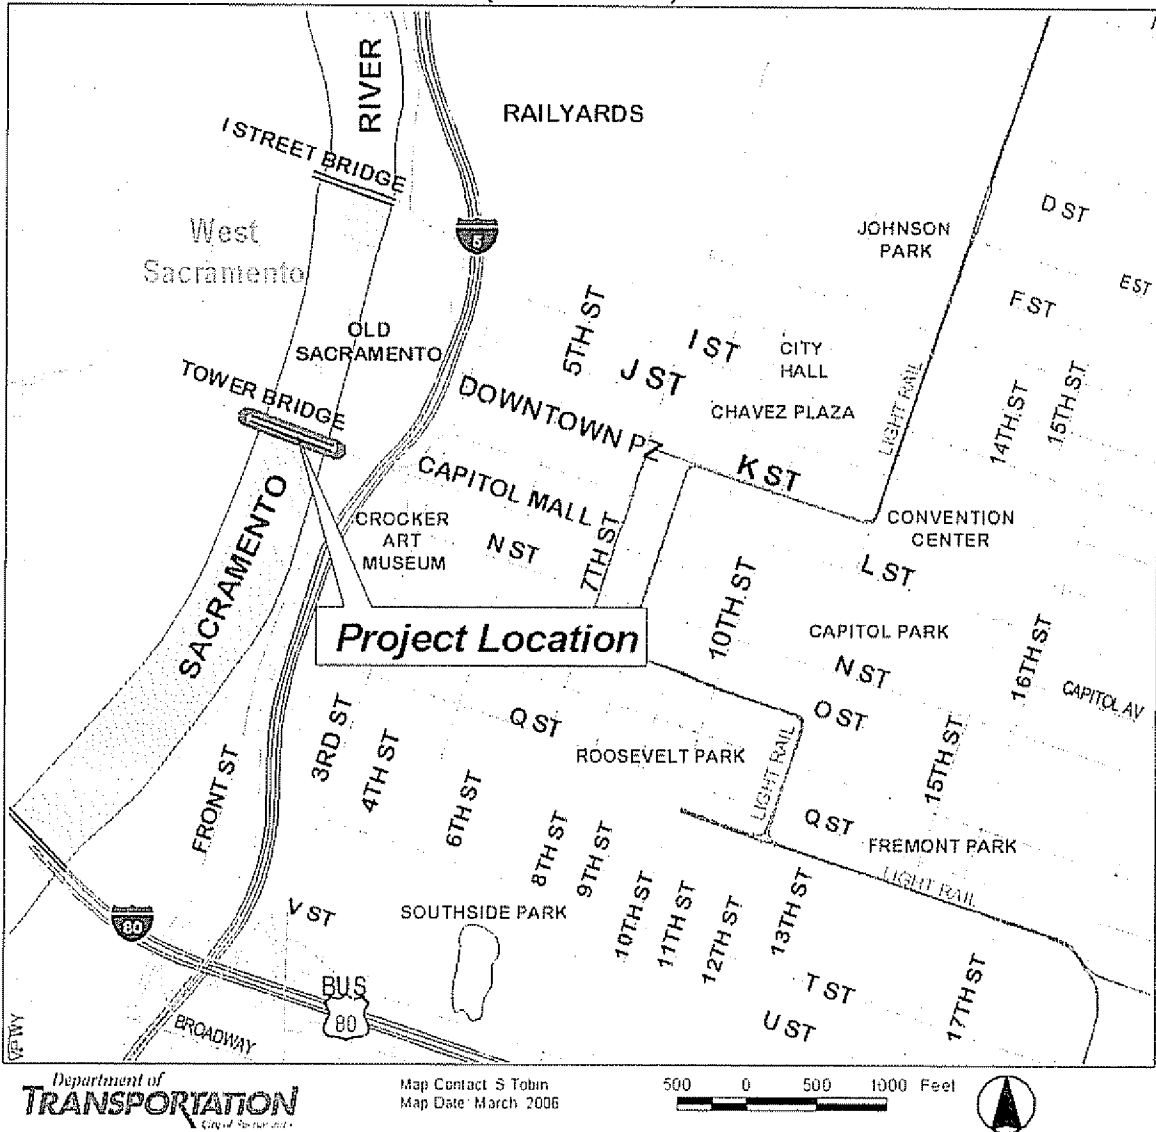 RIVER
RAILYARDS
I STREET BRIDGE
D ST
West
Sacramento
5
JOHNSON
PARK
E ST
F ST
5TH ST
OLD
SACRAMENTO
I ST
CITY
HALL
J ST
TOWER BRIDGE
DOWNTOWN PZ
CHAVEZ PLAZA
LIGHT RAIL
14TH ST
15TH ST
K ST
CAPITOL MALL
SACRAMENTO
CROCKER
ART
MUSEUM
N ST
7TH ST
CONVENTION
CENTER
L ST
10TH ST
Project Location
CAPITOL PARK
N ST
16TH ST
CAPITOL AV
O ST
Q ST
3RD ST
4TH ST
ROOSEVELT PARK
LIGHT RAIL
15TH ST
FRONT ST
6TH ST
Q ST
FREMONT PARK
8TH ST
9TH ST
LIGHT RAIL
80
V ST
SOUTHSIDE PARK
10TH ST
11TH ST
12TH ST
13TH ST
BUS
80
T ST
U ST
17TH ST
BROADWAY
Department of
TRANSPORTATION
City of Sacramento
Map Contact S Tobin
Map Date: March 2006
500 0 500 1000 Feet